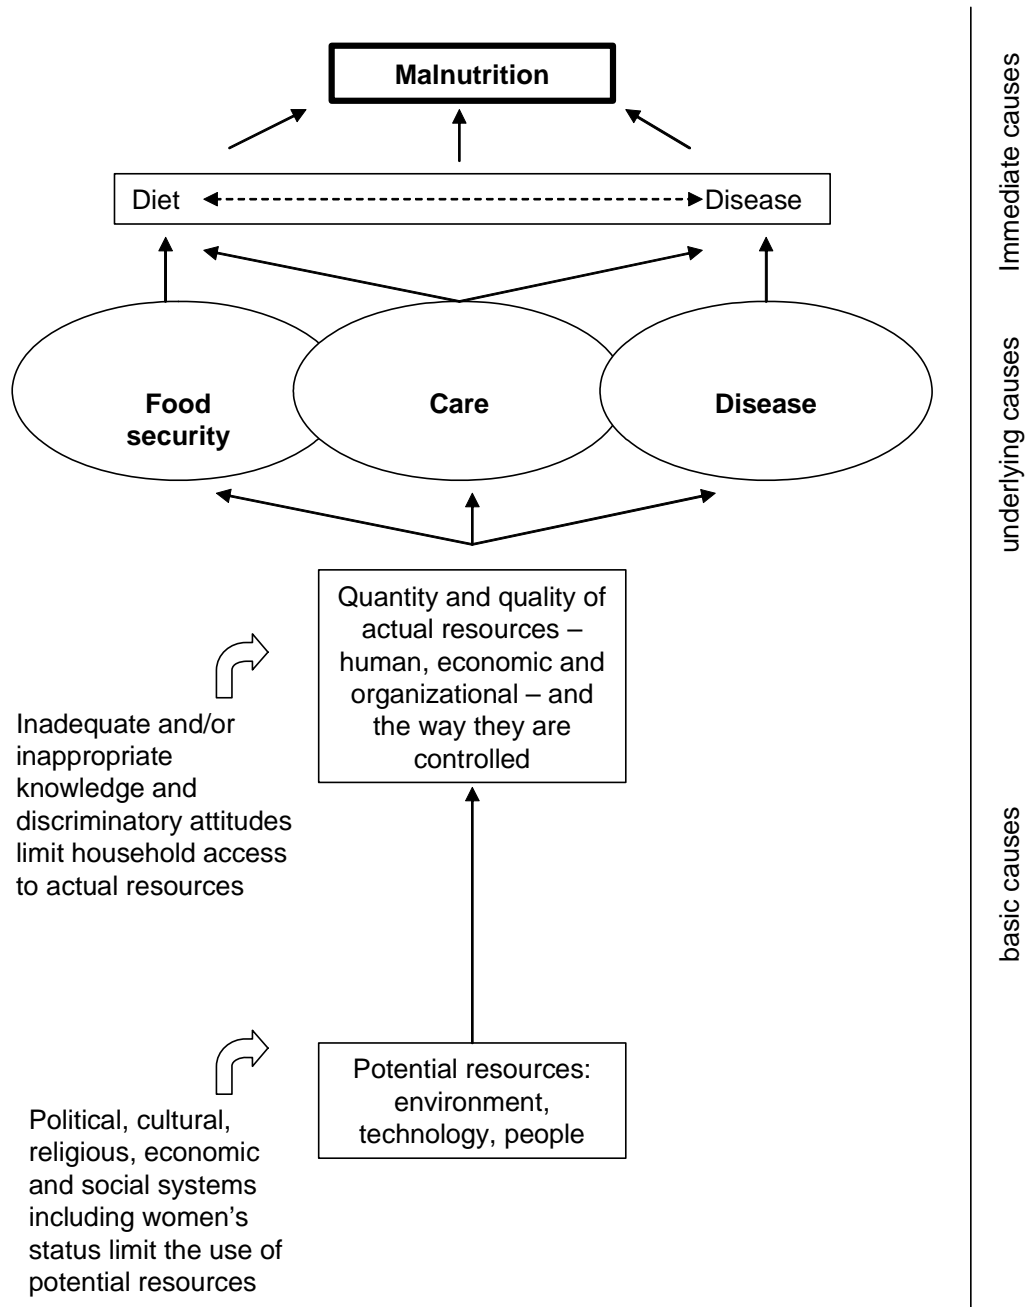 Malnutrition
Diet
Disease
Food
security
Care
Disease
Quantity and quality of
actual resources –
human, economic and
organizational – and
the way they are
controlled
Inadequate and/or
inappropriate
knowledge and
discriminatory attitudes
limit household access
to actual resources
Potential resources:
environment,
technology, people
Political, cultural,
religious, economic
and social systems
including women’s
status limit the use of
potential resources
Immediate causes
underlying causes
basic causes